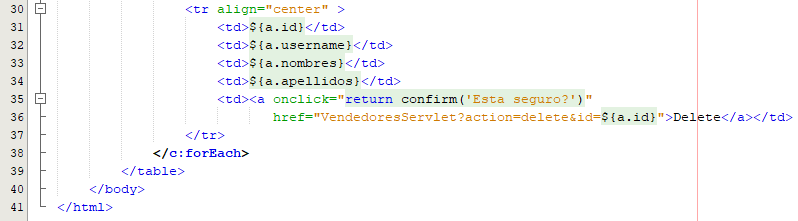 30 <tr align="center" >
31 <td>${a.id}</td>
32 <td>${a.username}</td>
33 <td>${a.nombres}</td>
34 <td>${a.apellidos}</td>
35 <td><a onclick="return confirm('Esta seguro?')"
36 href="VendedoresServlet?action=delete&id=${a.id}">Delete</a></td>
37 </tr>
38 </c:forEach>
39 </table>
40 </body>
41 </html>